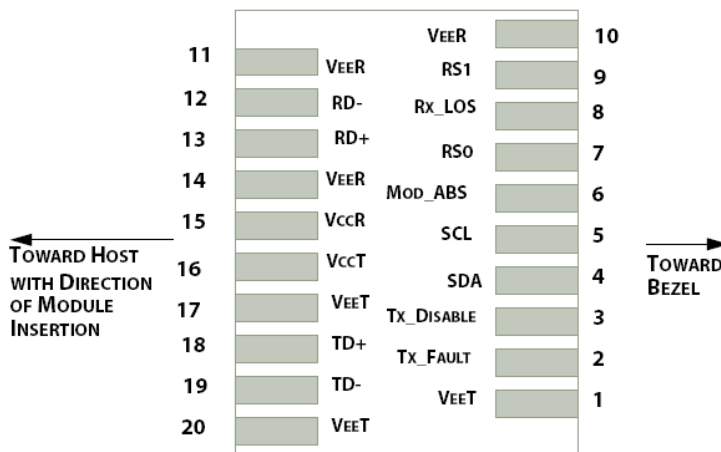 11 VEER
12 RD-
13 RD+
14 VEER
15 VCCR
16 VCCT
17 VEET
18 TD+
19 TD-
20 VEET
TOWARD HOST
WITH DIRECTION
OF MODULE
INSERTION
VEER 10
RS1 9
RX_LOS 8
RS0 7
MOD_ABS 6
SCL 5
SDA 4
TX_DISABLE 3
TX_FAULT 2
VEET 1
TOWARD
BEZEL